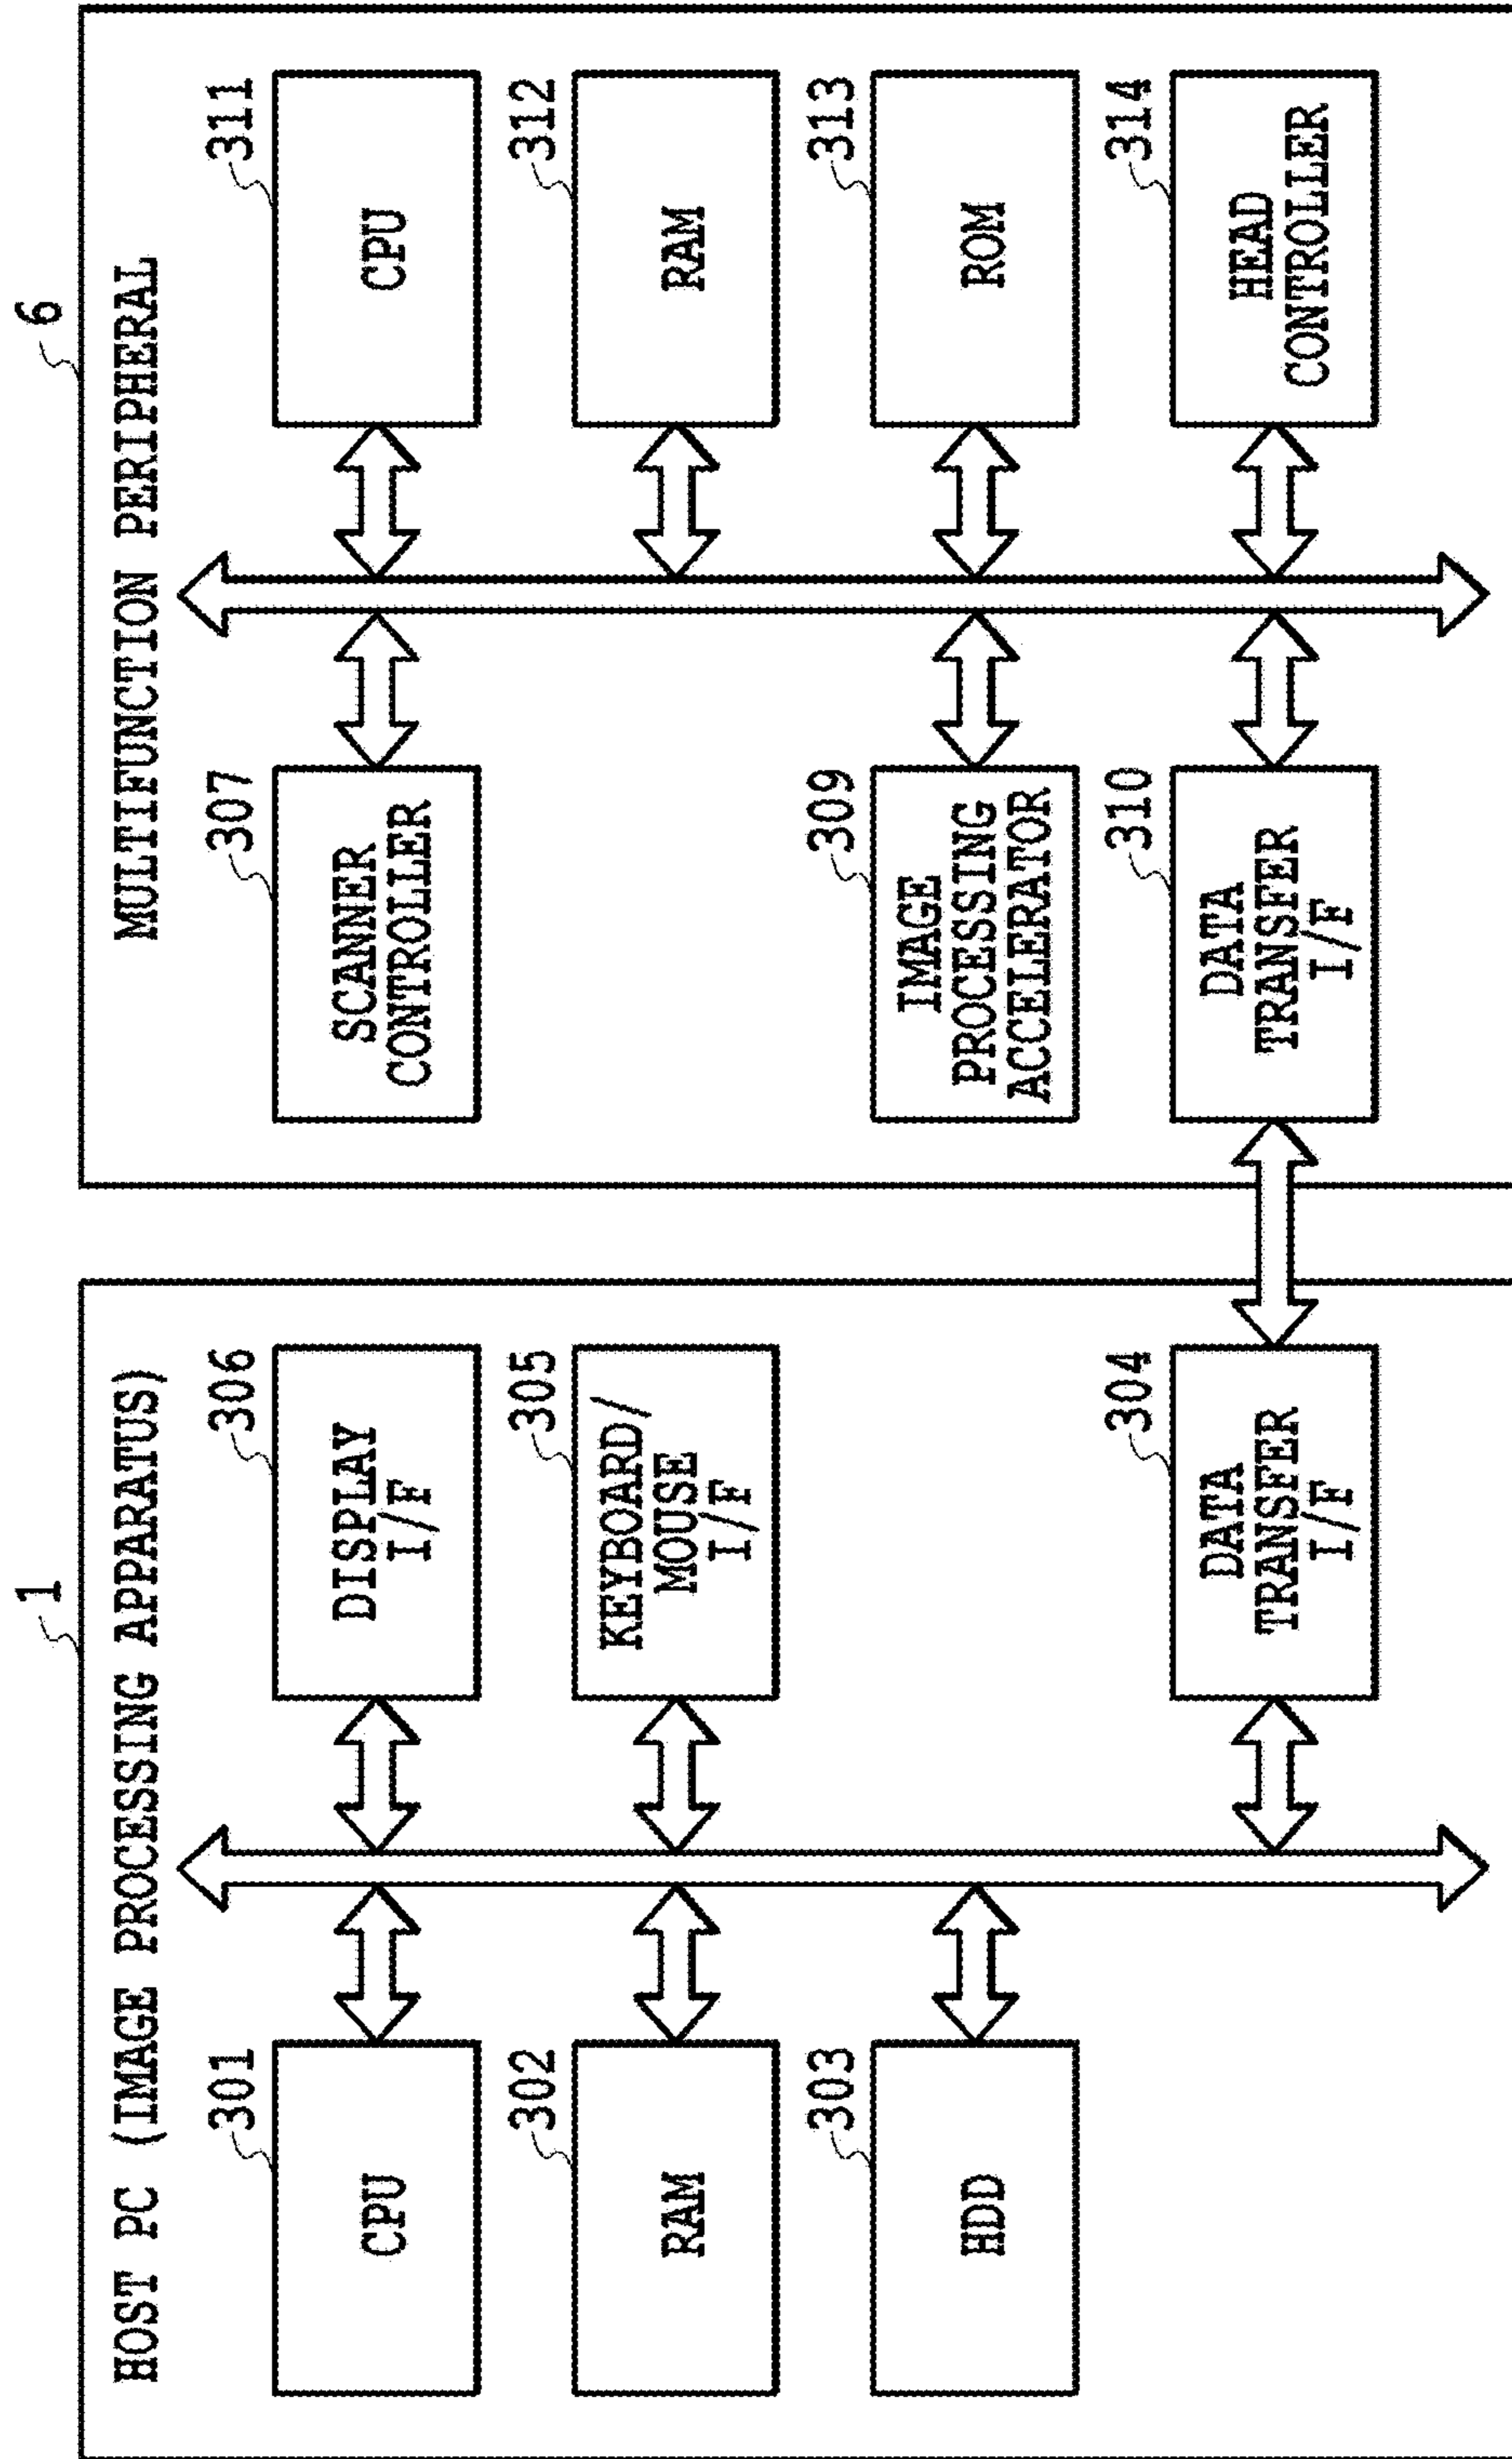 1
HOST PC (IMAGE PROCESSING APPARATUS)
301
CPU
302
RAM
303
HDD
306
DISPLAY
I/F
305
KEYBOARD/
MOUSE
I/F
304
DATA
TRANSFER
I/F
6
MULTIFUNCTION PERIPHERAL
307
SCANNER
CONTROLLER
309
IMAGE
PROCESSING
ACCELERATOR
310
DATA
TRANSFER
I/F
311
CPU
312
RAM
313
ROM
314
HEAD
CONTROLLER